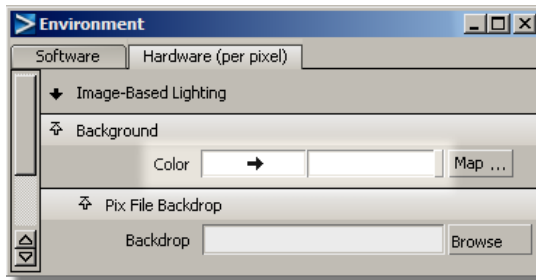 Environment
Software Hardware (per pixel)
Image-Based Lighting
Background
Color Map ...
Pix File Backdrop
Backdrop Browse